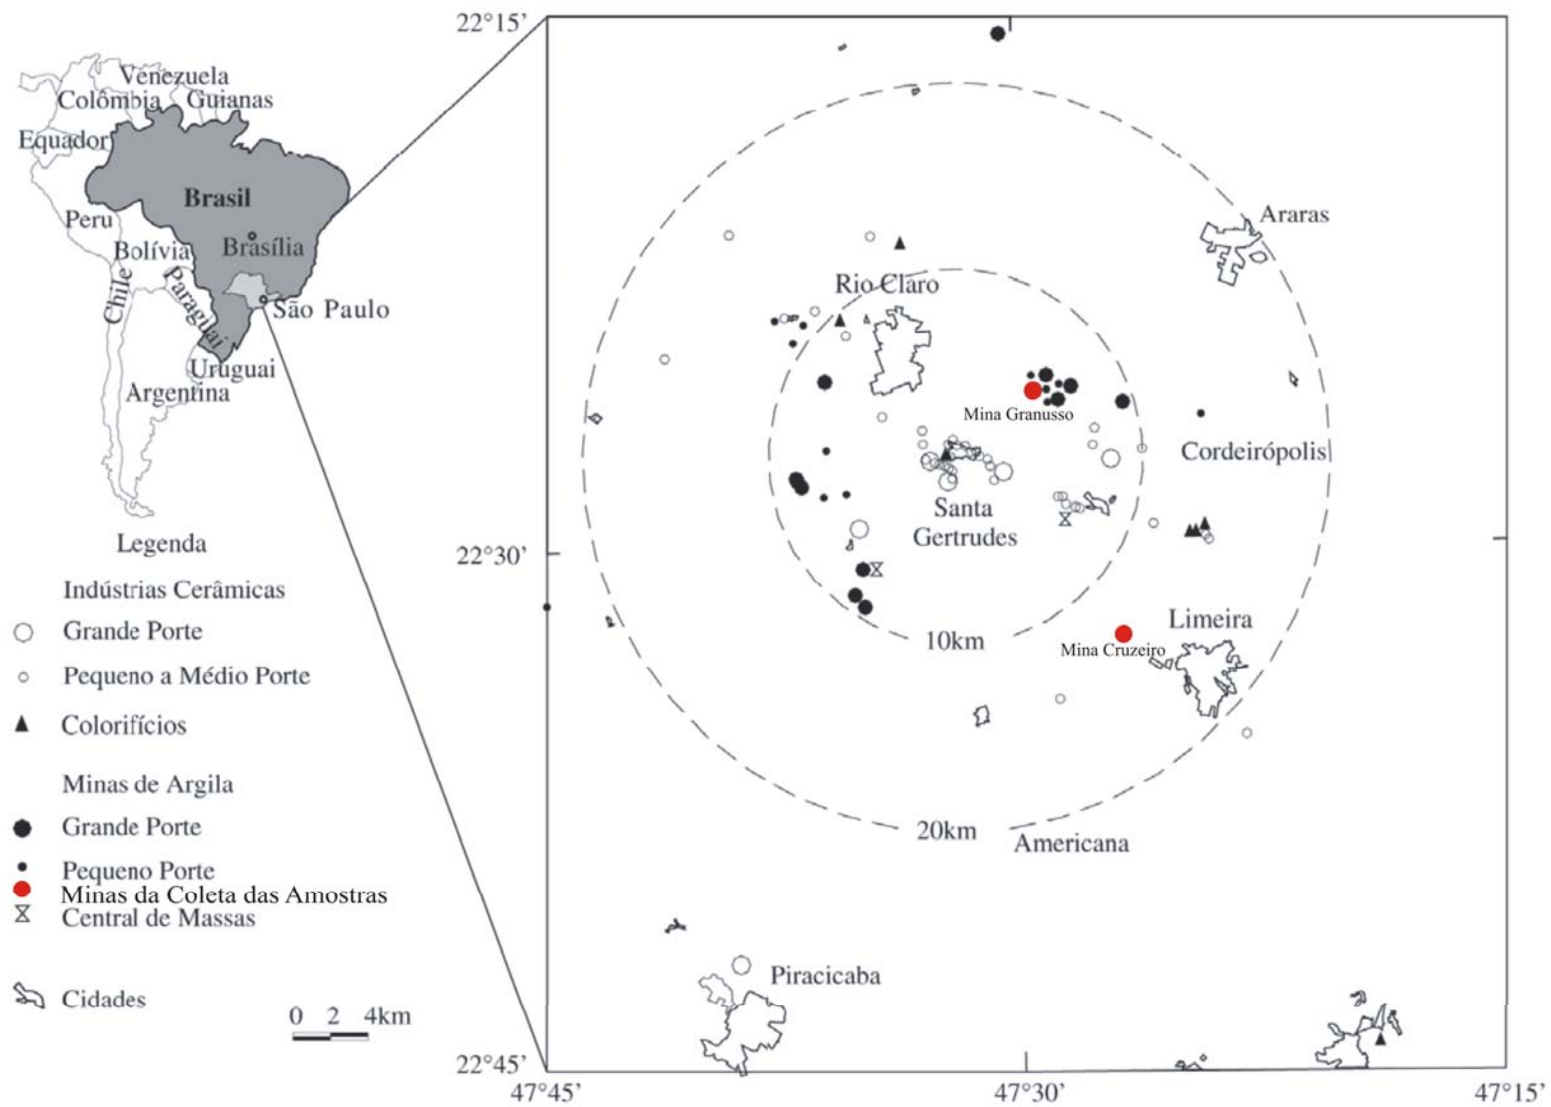 Venezuela
Colômbia
Guianas
Equador
Brasil
Peru
Brasília
Bolívia
Chile
Paraguai
São Paulo
Uruguai
Argentina
Legenda
Indústrias Cerâmicas
Grande Porte
Pequeno a Médio Porte
Colorifícios
Minas de Argila
Grande Porte
Pequeno Porte
Minas da Coleta das Amostras
Central de Massas
Cidades
0 2 4km
22°15'
22°30'
22°45'
47°45'
47°30'
47°15'
Araras
Rio Claro
Mina Granusso
Cordeirópolis
Santa
Gertrudes
10km
Limeira
Mina Cruzeiro
20km
Americana
Piracicaba